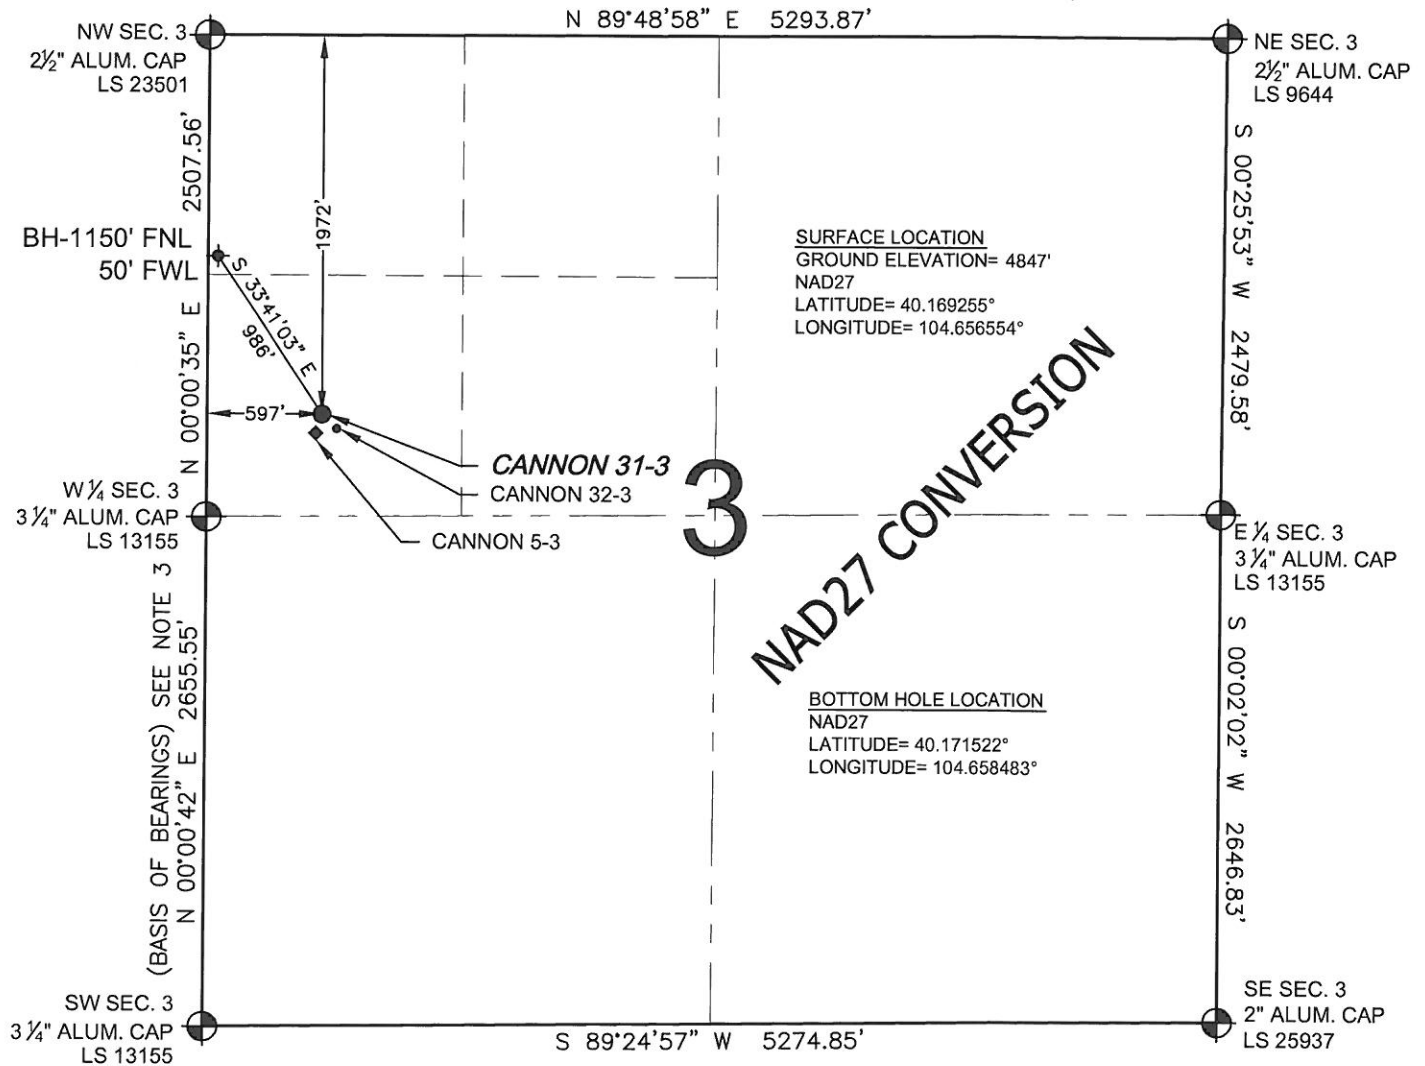 N 89°48'58" E 5293.87'
NW SEC. 3
2½" ALUM. CAP
LS 23501
NE SEC. 3
2½" ALUM. CAP
LS 9644
N 00°00'35" E 2507.56'
1972'
S 00°25'53" W 2479.58'
BH-1150' FNL
50' FWL
S 33°41'03" E
986'
SURFACE LOCATION
GROUND ELEVATION= 4847'
NAD27
LATITUDE= 40.169255°
LONGITUDE= 104.656554°
597'
CANNON 31-3
CANNON 32-3
CANNON 5-3
3
NAD27 CONVERSION
W ¼ SEC. 3
3 ¼" ALUM. CAP
LS 13155
E ¼ SEC. 3
3 ¼" ALUM. CAP
LS 13155
(BASIS OF BEARINGS) SEE NOTE 3
N 00°00'42" E 2655.55'
S 00°02'02" W 2646.83'
BOTTOM HOLE LOCATION
NAD27
LATITUDE= 40.171522°
LONGITUDE= 104.658483°
SW SEC. 3
3 ¼" ALUM. CAP
LS 13155
S 89°24'57" W 5274.85'
SE SEC. 3
2" ALUM. CAP
LS 25937